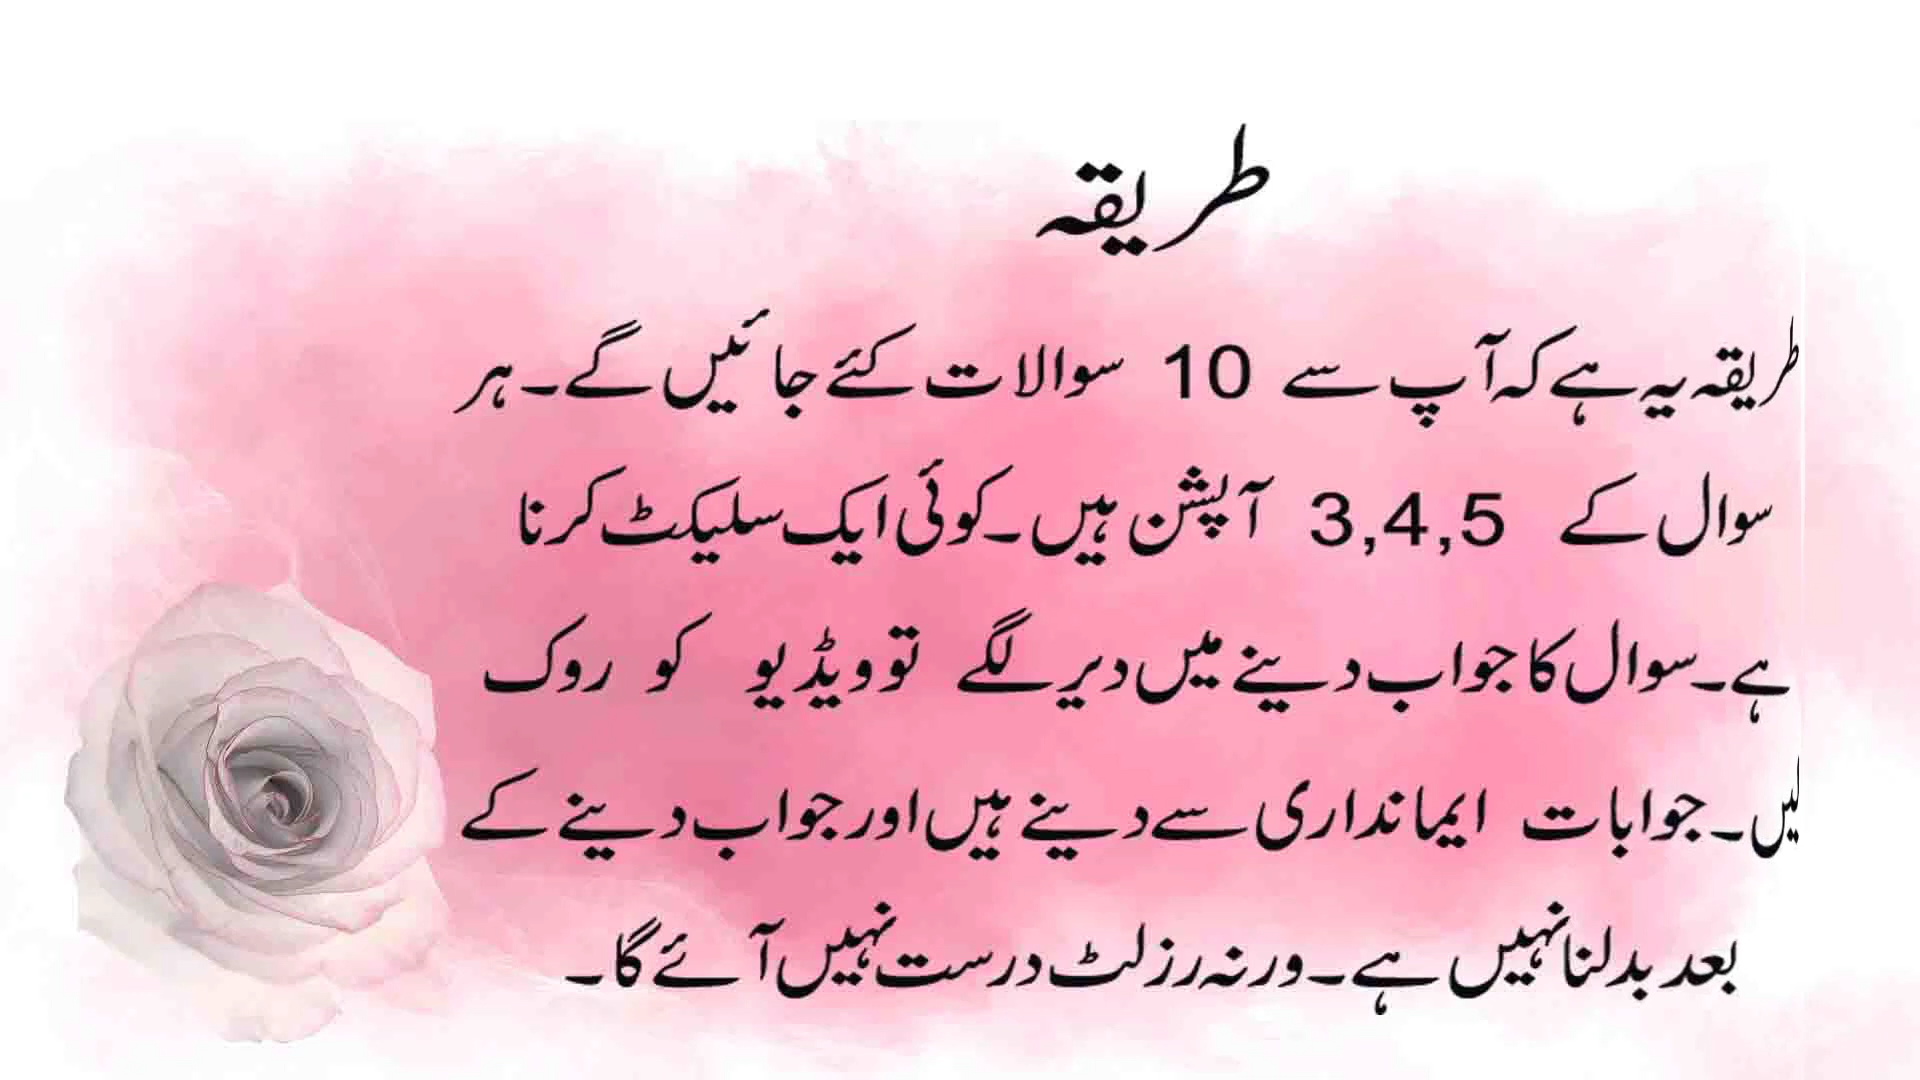 طریقہ
طریقہ یہ ہے کہ آپ سے 10 سوالات کئے جائیں گے۔ ہر
سوال کے 3,4,5 آپشن ہیں۔ کوئی ایک سلیکٹ کرنا
ہے۔ سوال کا جواب دینے میں دیر لگے تو ویڈیو کو روک
لیں۔ جوابات ایمانداری سے دینے ہیں اور جواب دینے کے
بعد بدلنا نہیں ہے۔ ورنہ رزلٹ درست نہیں آئے گا۔